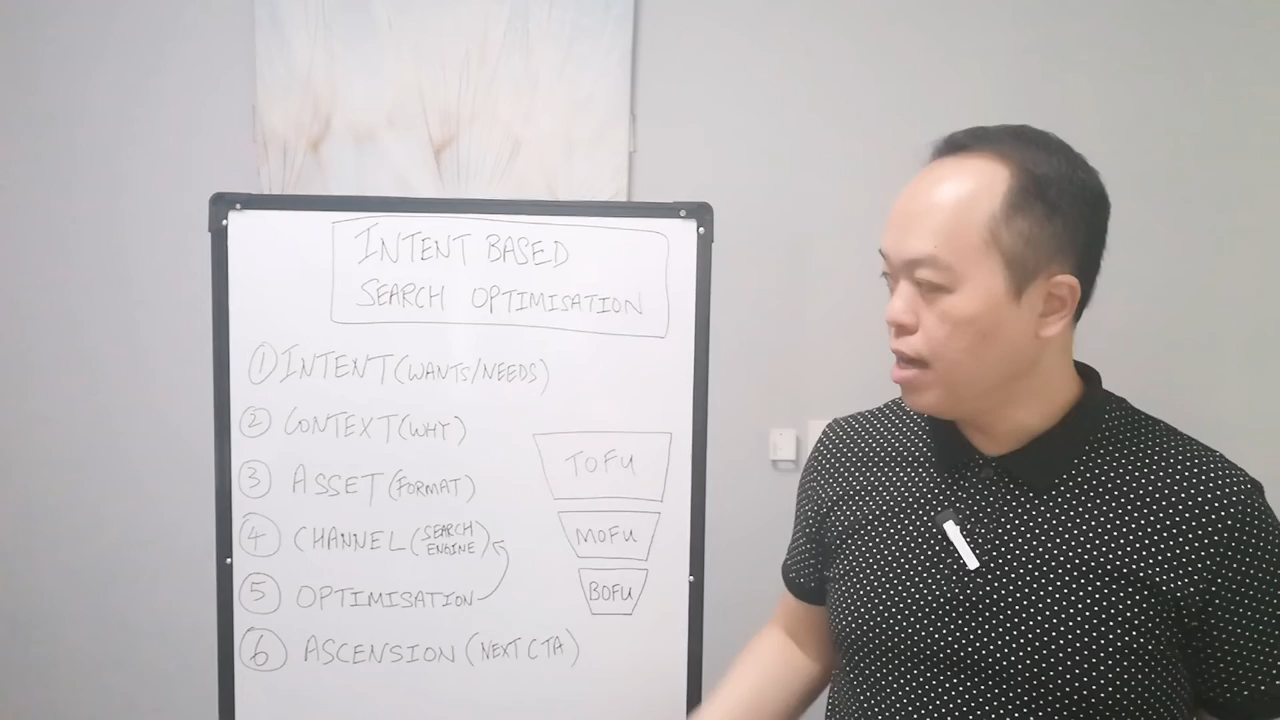 INTENT BASED
SEARCH OPTIMISATION
① INTENT (WANTS/NEEDS)
② CONTEXT (WHY)
③ ASSET (FORMAT)
④ CHANNEL (SEARCH
ENGINE)
⑤ OPTIMISATION
⑥ ASCENSION (NEXT CTA)
TOFU
MOFU
BOFU